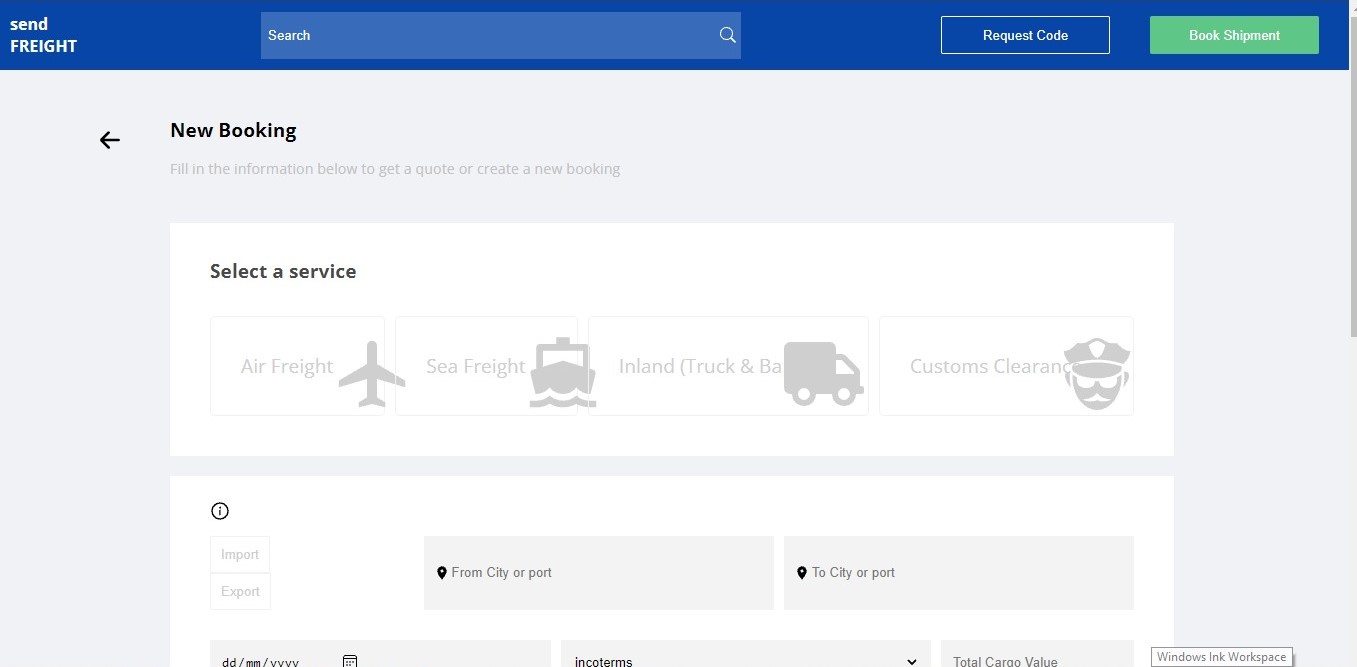 send
FREIGHT
Search
Request Code
Book Shipment
New Booking
Fill in the information below to get a quote or create a new booking
Select a service
Air Freight
Sea Freight
Inland (Truck & Ba
Customs Clearanc
Import
Export
From City or port
To City or port
dd/mm/yyyy
incoterms
Total Cargo Value
Windows Ink Workspace